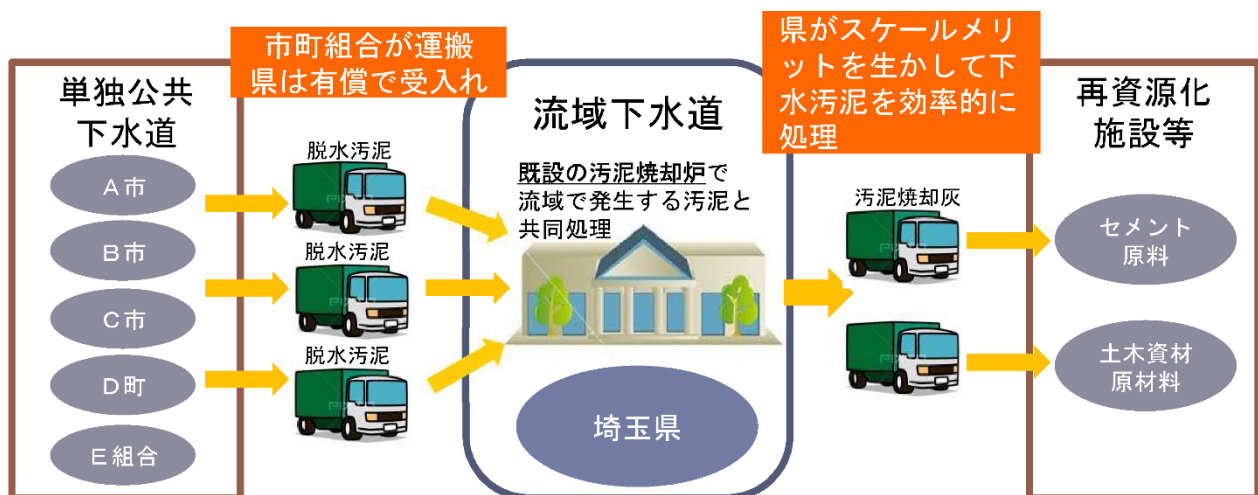 単独公共
下水道
A市
B市
C市
D町
E組合
市町組合が運搬
県は有償で受入れ
脱水汚泥
脱水汚泥
脱水汚泥
流域下水道
既設の汚泥焼却炉で
流域で発生する汚泥と
共同処理
埼玉県
県がスケールメリ
ットを生かして下
水汚泥を効率的に
処理
汚泥焼却灰
再資源化
施設等
セメント
原料
土木資材
原材料